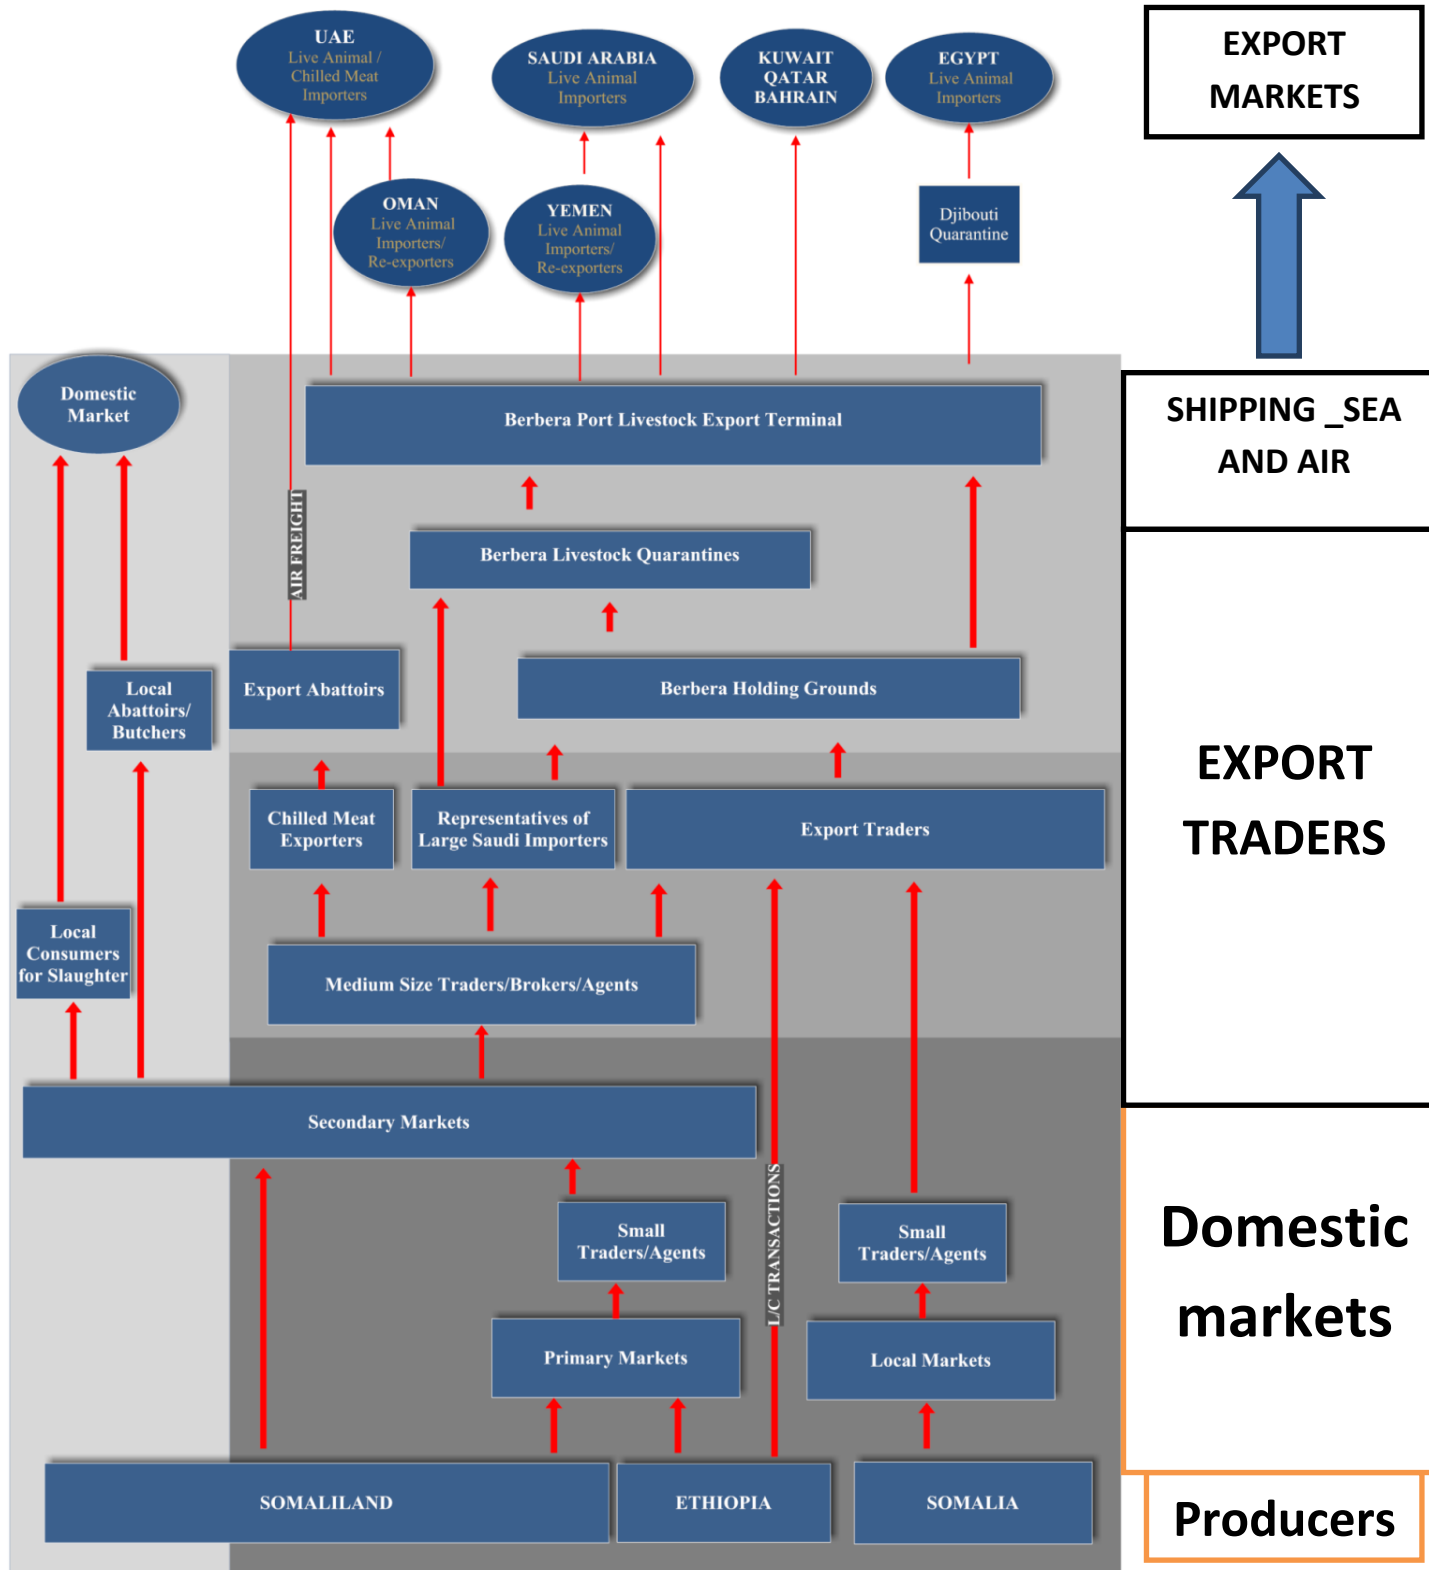 UAE
Live Animal /
Chilled Meat
Importers
SAUDI ARABIA
Live Animal
Importers
KUWAIT
QATAR
BAHRAIN
EGYPT
Live Animal
Importers
EXPORT
MARKETS
OMAN
Live Animal
Importers/
Re-exporters
YEMEN
Live Animal
Importers/
Re-exporters
Djibouti
Quarantine
Domestic
Market
Berbera Port Livestock Export Terminal
SHIPPING _SEA
AND AIR
AIR FREIGHT
Berbera Livestock Quarantines
Local
Abattoirs/
Butchers
Export Abattoirs
Berbera Holding Grounds
EXPORT
TRADERS
Chilled Meat
Exporters
Representatives of
Large Saudi Importers
Export Traders
Local
Consumers
for Slaughter
Medium Size Traders/Brokers/Agents
Secondary Markets
L/C TRANSACTIONS
Small
Traders/Agents
Small
Traders/Agents
Domestic
markets
Primary Markets
Local Markets
SOMALILAND
ETHIOPIA
SOMALIA
Producers